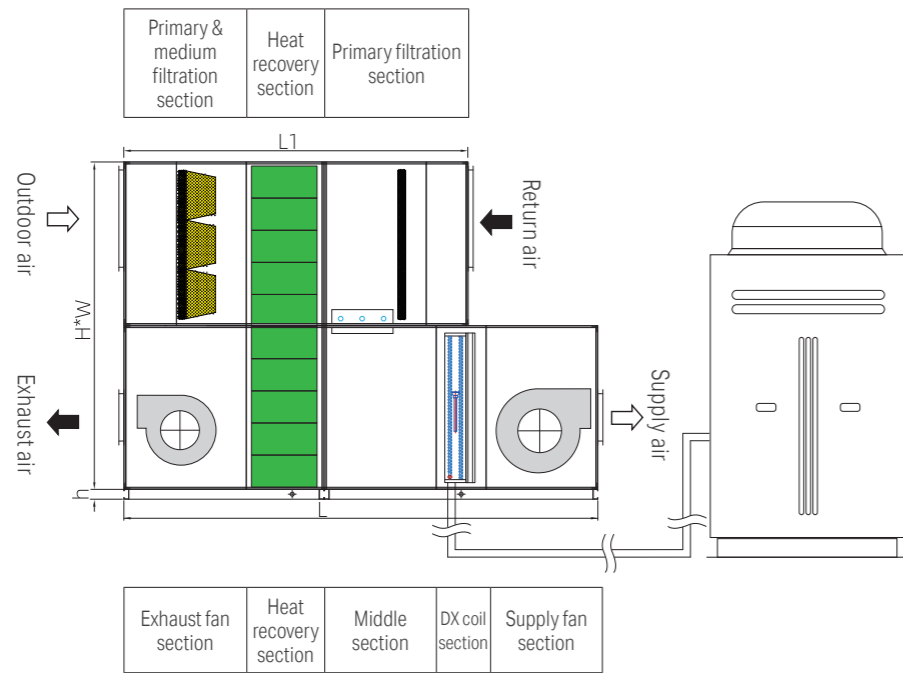 Primary &
medium
filtration
section
Heat
recovery
section
Primary filtration
section
L1
Outdoor air
Return air
W*H
Exhaust air
Supply air
h
L
Exhaust fan
section
Heat
recovery
section
Middle
section
DX coil
section
Supply fan
section